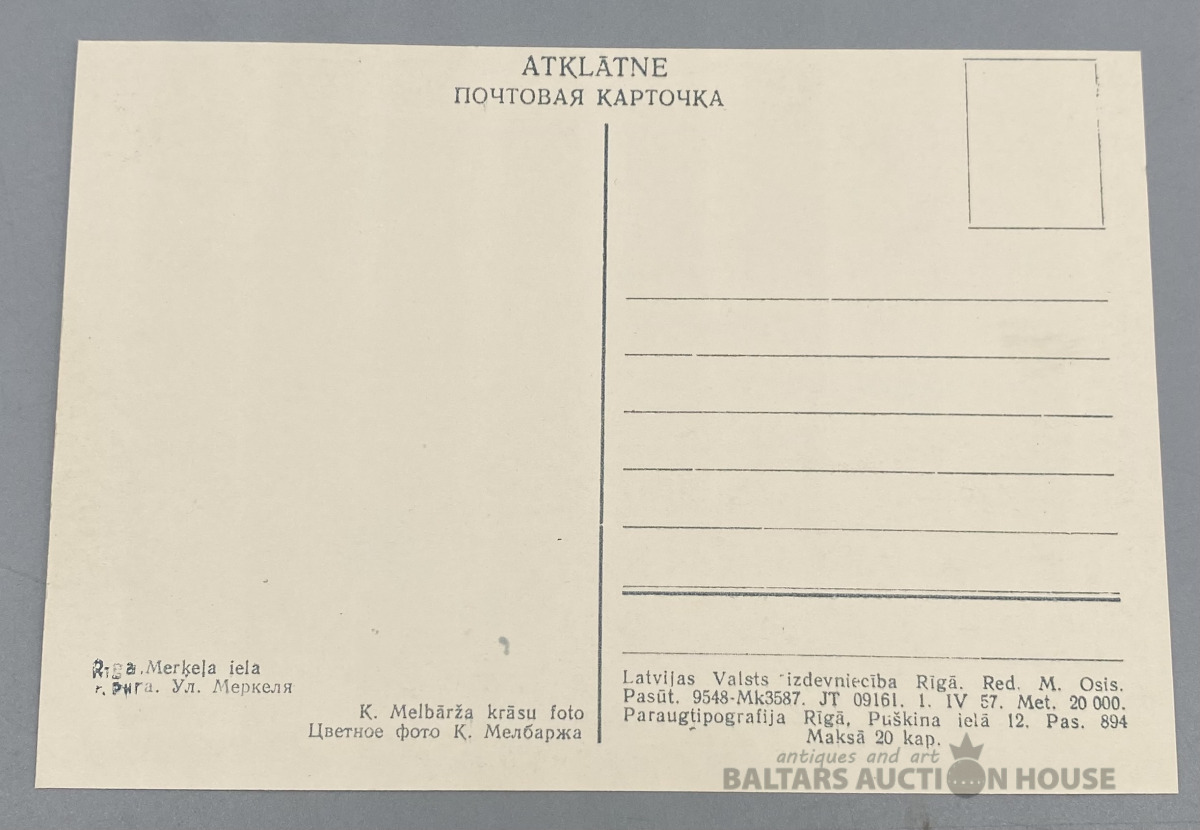 ATKLĀTNE
ПОЧТОВАЯ КАРТОЧКА
Rīga. Merķeļa iela
г. Рига. Ул. Меркеля
K. Melbārža krāsu foto
Цветное фото К. Мелбаржа
Latvijas Valsts izdevniecība Rīgā. Red. M. Osis.
Pasūt. 9548-Mk3587. JT 09161. 1. IV 57. Met. 20 000.
Paraugtipografija Rīgā, Puškina ielā 12. Pas. 894
Maksā 20 kap.
antiques and art
BALTARS AUCTION HOUSE